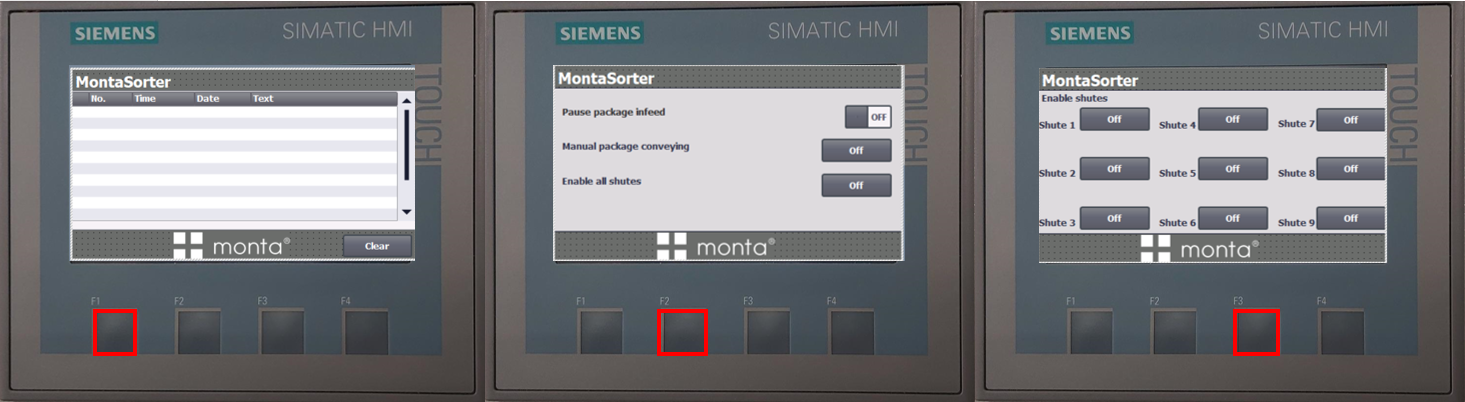 SIEMENS SIMATIC HMI
TOUCH
MontaSorter
No. Time Date Text
monta®
Clear
F1 F2 F3 F4
SIEMENS SIMATIC HMI
TOUCH
MontaSorter
Pause package infeed OFF
Manual package conveying Off
Enable all shutes Off
monta®
F1 F2 F3 F4
SIEMENS SIMATIC HMI
TOUCH
MontaSorter
Enable shutes
Shute 1 Off Shute 4 Off Shute 7 Off
Shute 2 Off Shute 5 Off Shute 8 Off
Shute 3 Off Shute 6 Off Shute 9 Off
monta®
F1 F2 F3 F4